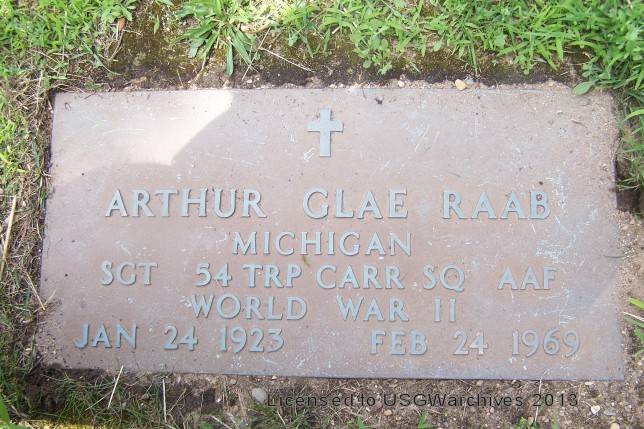 ARTHUR GLAE RAAB
MICHIGAN
SGT 54 TRP CARR SQ AAF
WORLD WAR II
JAN 24 1923 FEB 24 1969
Licensed to USGWarchives 2013